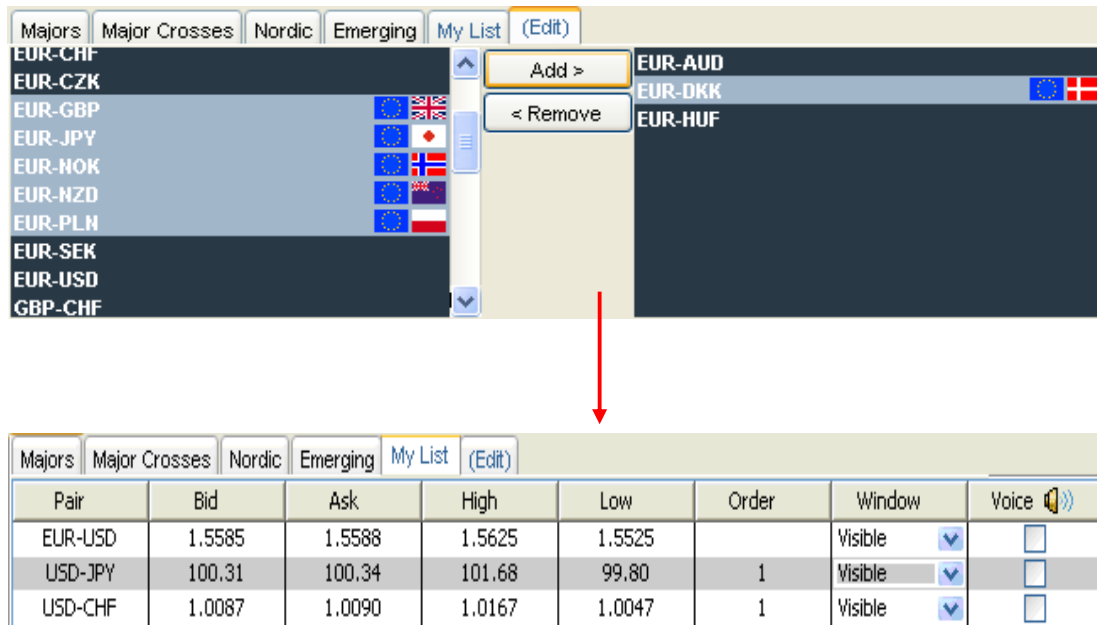 Majors Major Crosses Nordic Emerging My List (Edit)
EUR-CHF
EUR-CZK
EUR-GBP
EUR-JPY
EUR-NOK
EUR-NZD
EUR-PLN
EUR-SEK
EUR-USD
GBP-CHF
Add >
< Remove
EUR-AUD
EUR-DKK
EUR-HUF
Majors Major Crosses Nordic Emerging My List (Edit)
Pair Bid Ask High Low Order Window Voice
EUR-USD 1.5585 1.5588 1.5625 1.5525 Visible
USD-JPY 100.31 100.34 101.68 99.80 1 Visible
USD-CHF 1.0087 1.0090 1.0167 1.0047 1 Visible